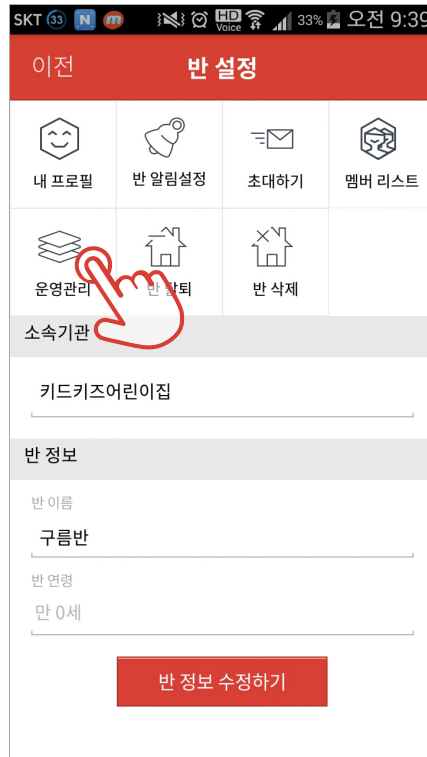 SKT 33 N m HD Voice 33% 오전 9:39
이전 반 설정
내 프로필 반 알림설정 초대하기 멤버 리스트
운영관리 반 탈퇴 반 삭제
소속기관
키드키즈어린이집
반 정보
반 이름
구름반
반 연령
만 0세
반 정보 수정하기